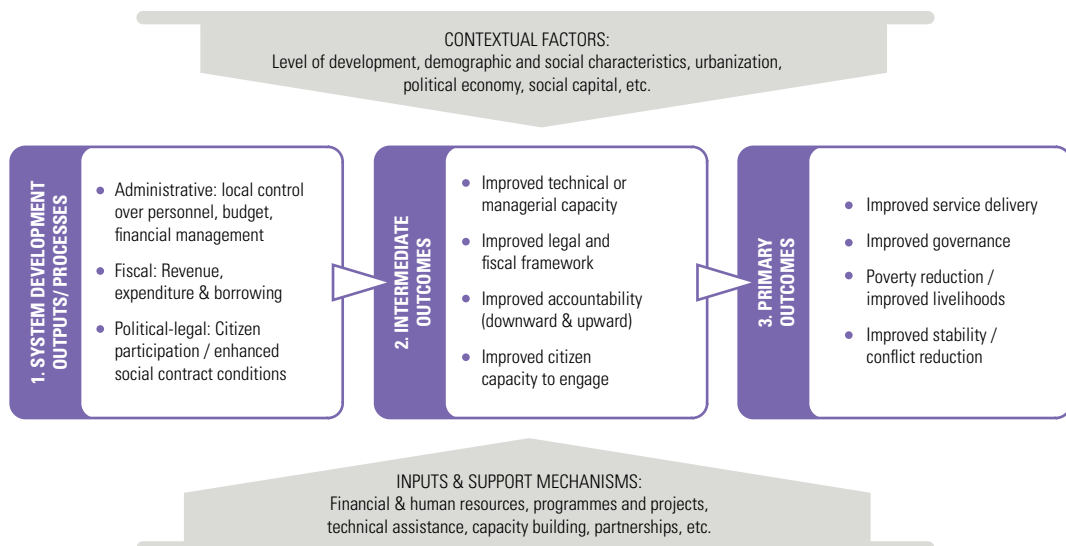 CONTEXTUAL FACTORS:
Level of development, demographic and social characteristics, urbanization,
political economy, social capital, etc.
1. SYSTEM DEVELOPMENT
OUTPUTS/ PROCESSES
• Administrative: local control
over personnel, budget,
financial management
• Fiscal: Revenue,
expenditure & borrowing
• Political-legal: Citizen
participation / enhanced
social contract conditions
2. INTERMEDIATE
OUTCOMES
• Improved technical or
managerial capacity
• Improved legal and
fiscal framework
• Improved accountability
(downward & upward)
• Improved citizen
capacity to engage
3. PRIMARY
OUTCOMES
• Improved service delivery
• Improved governance
• Poverty reduction /
improved livelihoods
• Improved stability /
conflict reduction
INPUTS & SUPPORT MECHANISMS:
Financial & human resources, programmes and projects,
technical assistance, capacity building, partnerships, etc.